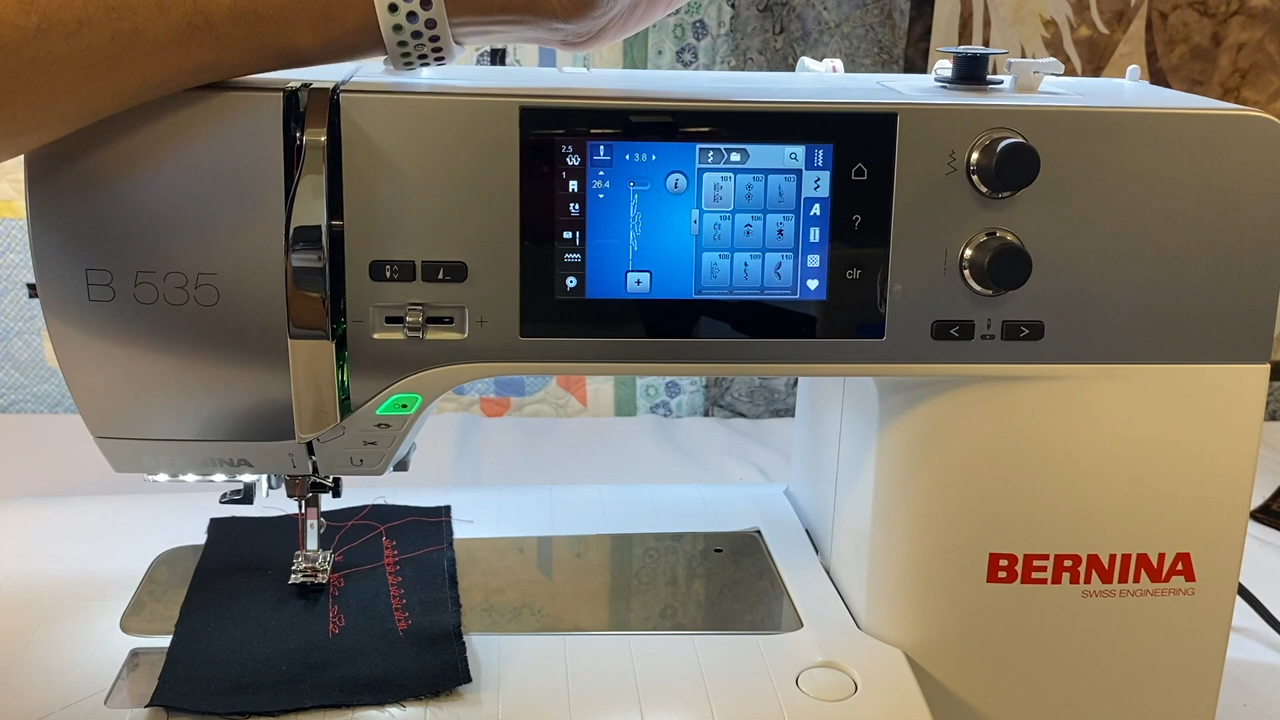 B 535
2.5
1
3.8
26.4
i
+
101
102
103
104
106
107
108
109
110
A
?
clr
-
+
<
>
BERNINA
6
BERNINA
SWISS ENGINEERING